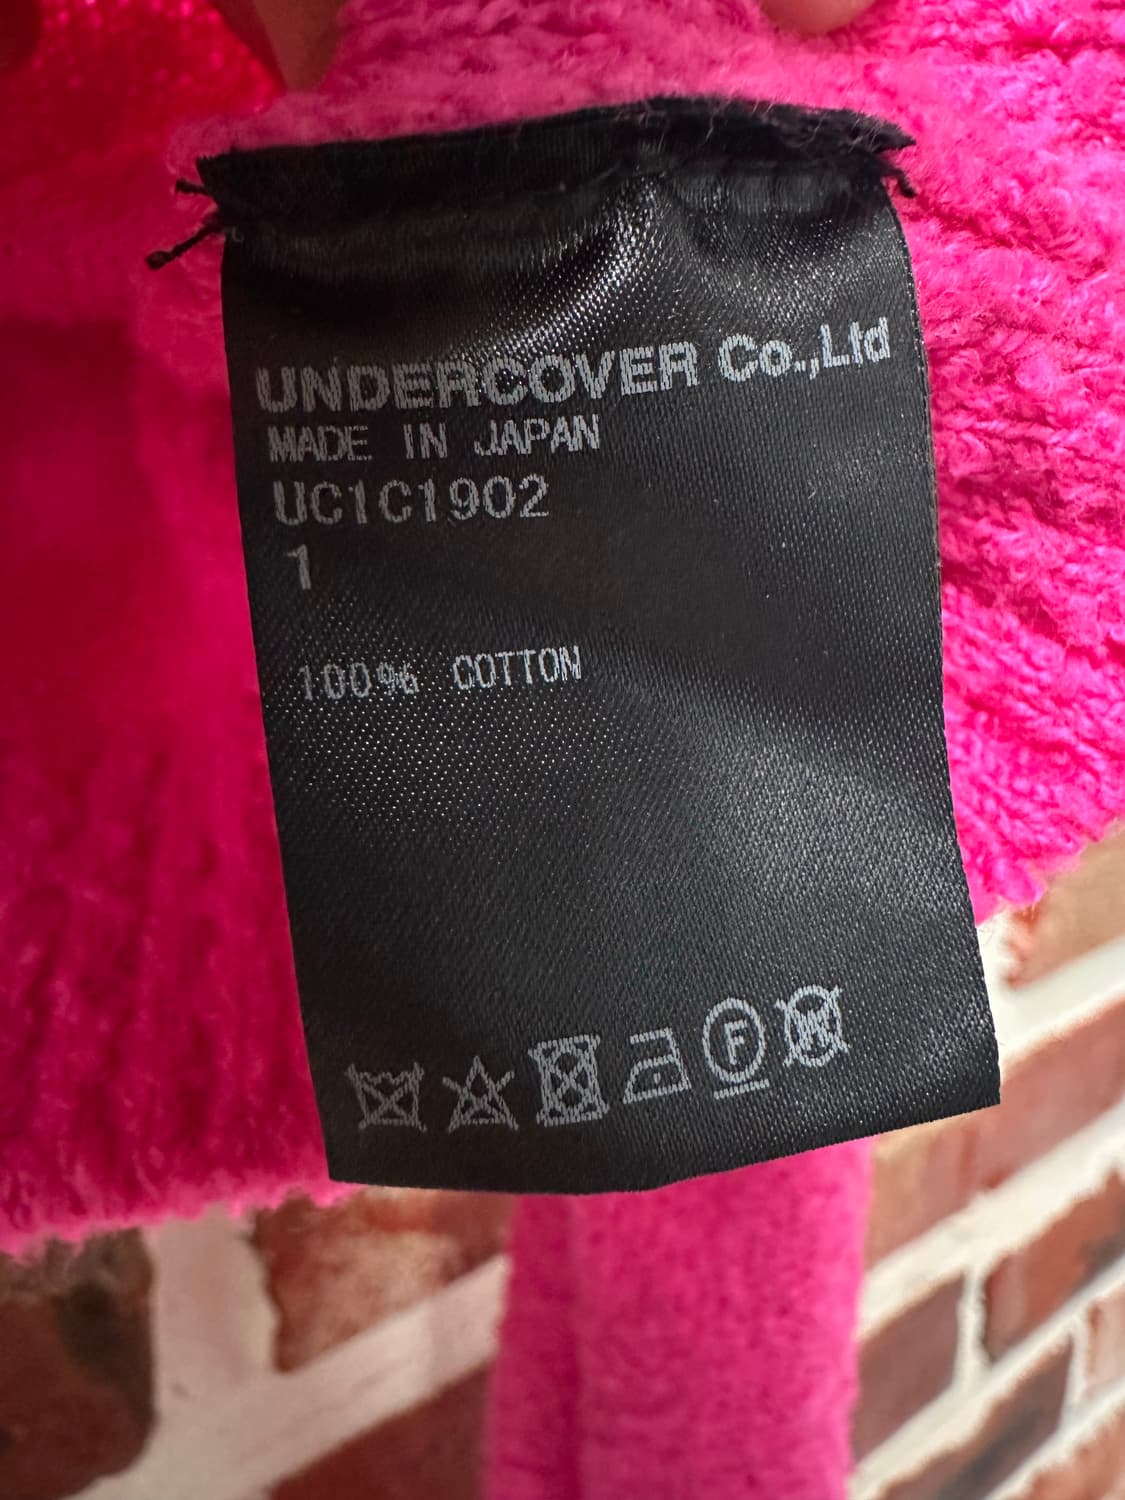 UNDERCOVER Co.,Ltd
MADE IN JAPAN
UC1C1902
1
100% COTTON
F
W